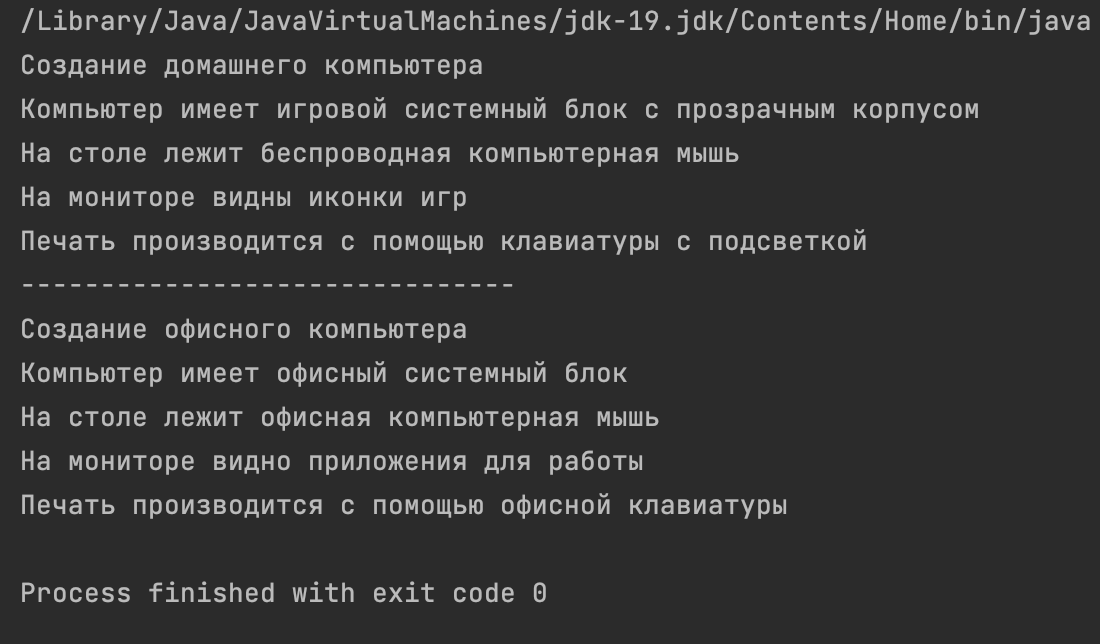 /Library/Java/JavaVirtualMachines/jdk-19.jdk/Contents/Home/bin/java
Создание домашнего компьютера
Компьютер имеет игровой системный блок с прозрачным корпусом
На столе лежит беспроводная компьютерная мышь
На мониторе видны иконки игр
Печать производится с помощью клавиатуры с подсветкой
-------------------------------
Создание офисного компьютера
Компьютер имеет офисный системный блок
На столе лежит офисная компьютерная мышь
На мониторе видно приложения для работы
Печать производится с помощью офисной клавиатуры
Process finished with exit code 0